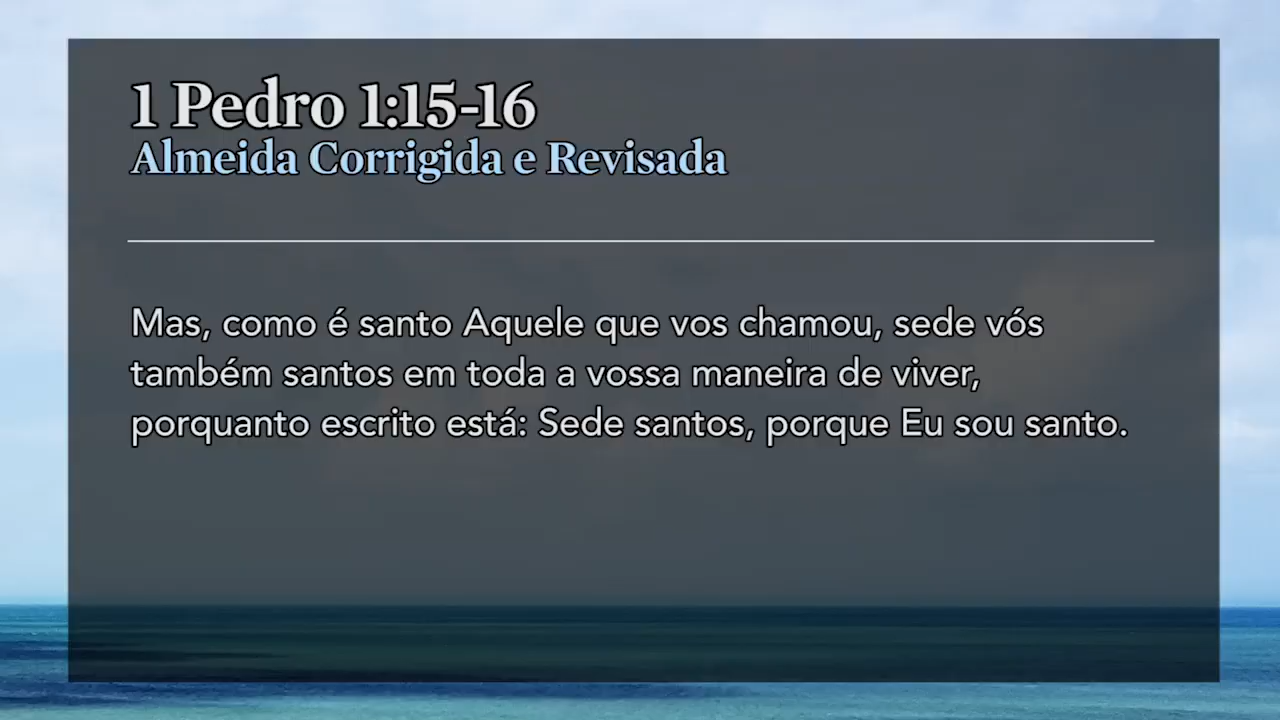 1 Pedro 1:15-16
Almeida Corrigida e Revisada
Mas, como é santo Aquele que vos chamou, sede vós
também santos em toda a vossa maneira de viver,
porquanto escrito está: Sede santos, porque Eu sou santo.